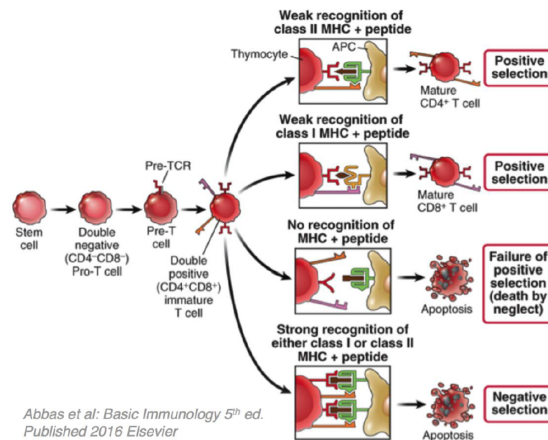 Weak recognition of
class II MHC + peptide
Thymocyte
APC
Mature
CD4+ T cell
Positive
selection
Weak recognition of
class I MHC + peptide
Mature
CD8+ T cell
Positive
selection
Pre-TCR
Stem
cell
Double
negative
(CD4⁻CD8⁻)
Pro-T cell
Pre-T
cell
Double
positive
(CD4+CD8+)
immature
T cell
No recognition of
MHC + peptide
Apoptosis
Failure of
positive
selection
(death by
neglect)
Strong recognition of
either class I or class II
MHC + peptide
Apoptosis
Negative
selection
Abbas et al: Basic Immunology 5th ed.
Published 2016 Elsevier